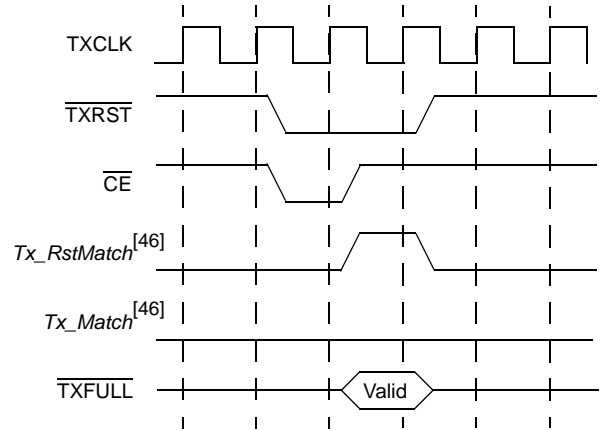 TXCLK
TXRST
CE
Tx_RstMatch[46]
Tx_Match[46]
TXFULL
Valid